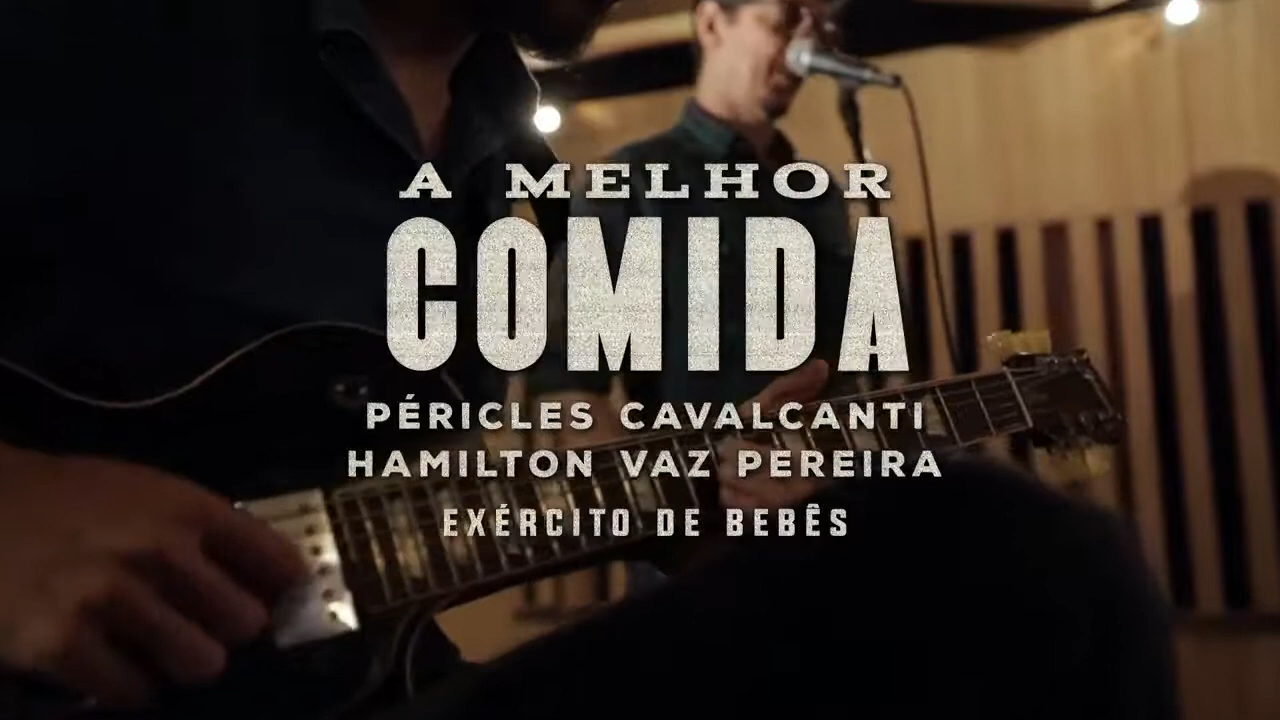 A MELHOR
COMIDA
PÉRICLES CAVALCANTI
HAMILTON VAZ PEREIRA
EXÉRCITO DE BEBÊS